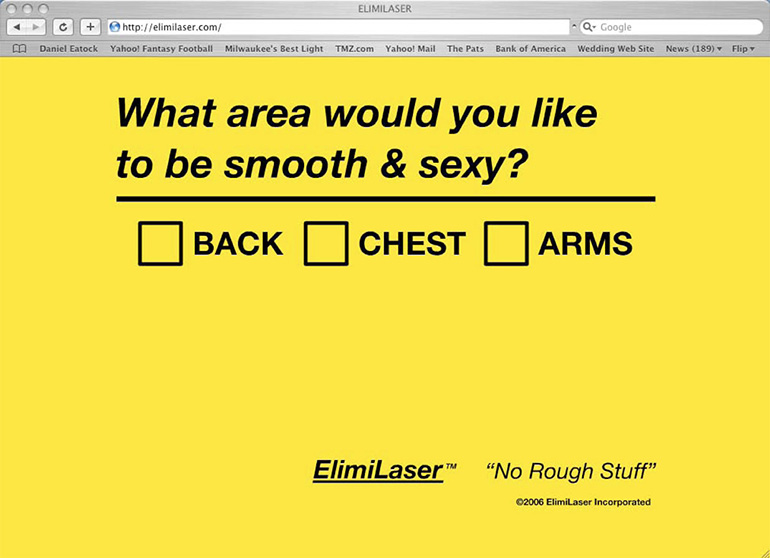 ELIMILASER
http://elimilaser.com/
Google
Daniel Eatock Yahoo! Fantasy Football Milwaukee's Best Light TMZ.com Yahoo! Mail The Pats Bank of America Wedding Web Site News (189) Flip
What area would you like
to be smooth & sexy?
BACK CHEST ARMS
ElimiLaser™ “No Rough Stuff”
©2006 ElimiLaser Incorporated